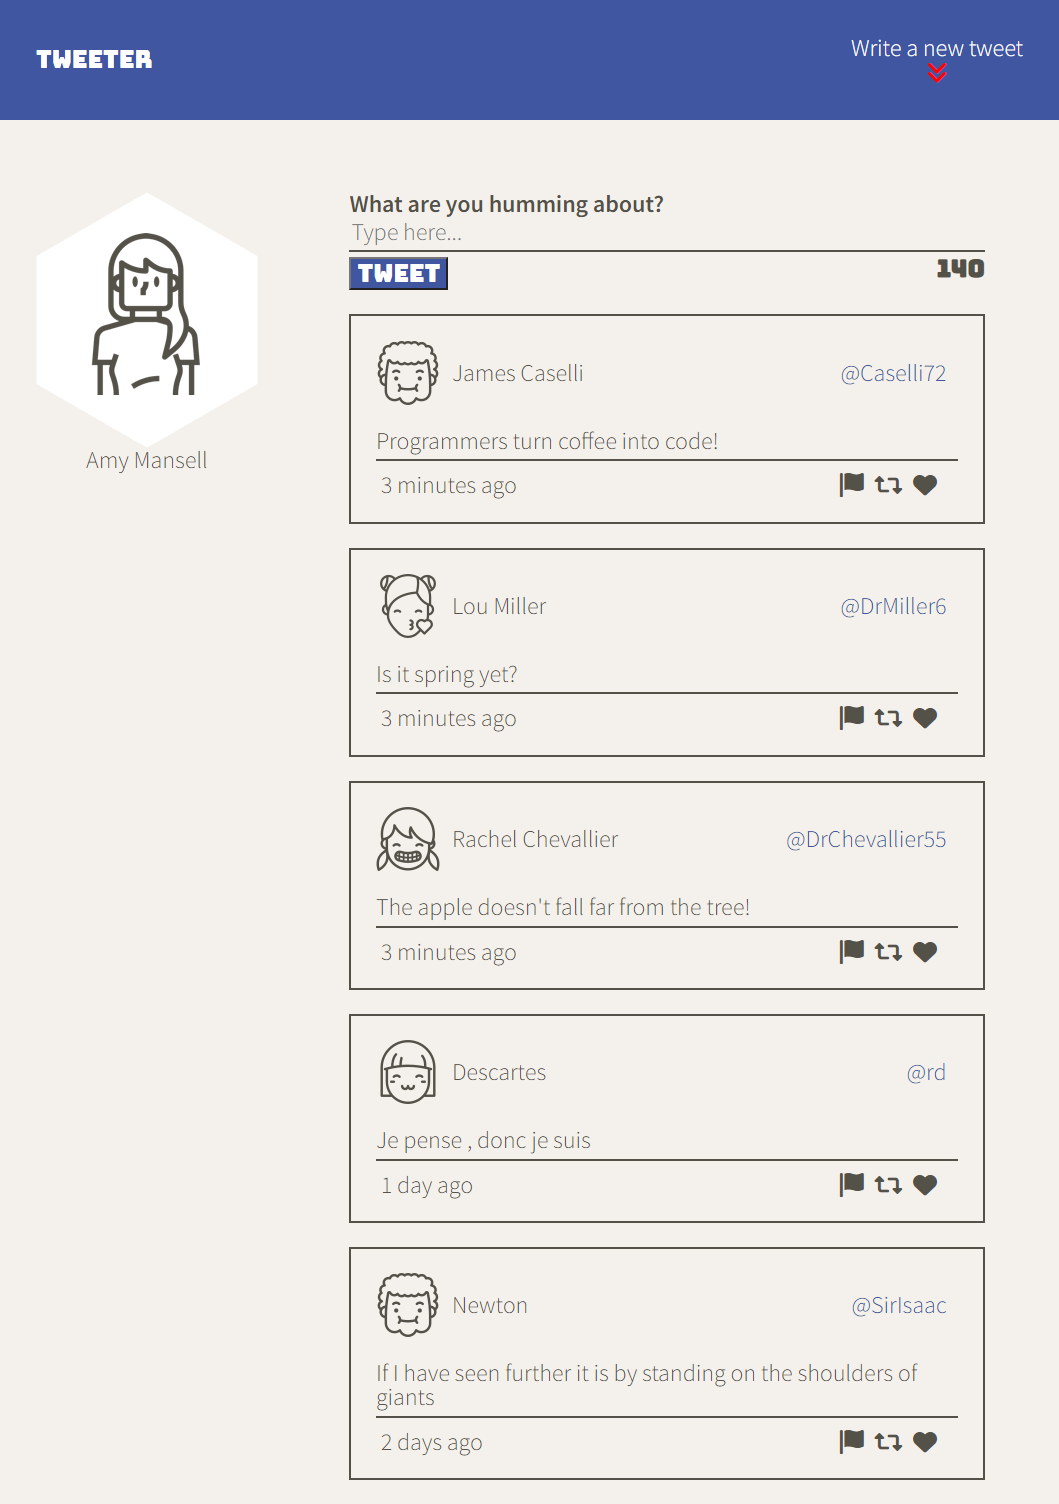 TWEETER
Write a new tweet
Amy Mansell
What are you humming about?
Type here...
TWEET
140
James Caselli
@Caselli72
Programmers turn coffee into code!
3 minutes ago
Lou Miller
@DrMiller6
Is it spring yet?
3 minutes ago
Rachel Chevallier
@DrChevallier55
The apple doesn't fall far from the tree!
3 minutes ago
Descartes
@rd
Je pense , donc je suis
1 day ago
Newton
@SirIsaac
If I have seen further it is by standing on the shoulders of
giants
2 days ago